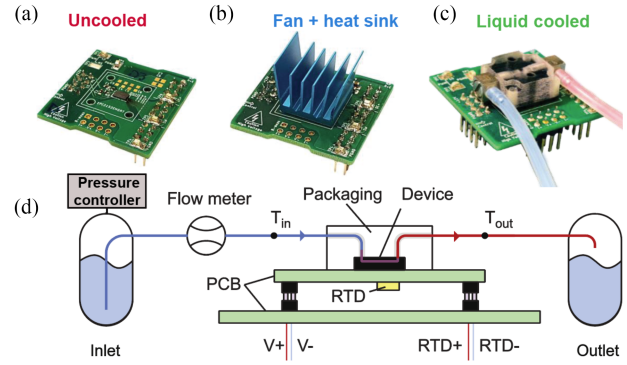 (a) Uncooled
(b) Fan + heat sink
(c) Liquid cooled
Pressure
controller
(d)
Flow meter
Packaging
Device
Tin
Tout
PCB
RTD
Inlet
V+ V-
RTD+ RTD-
Outlet